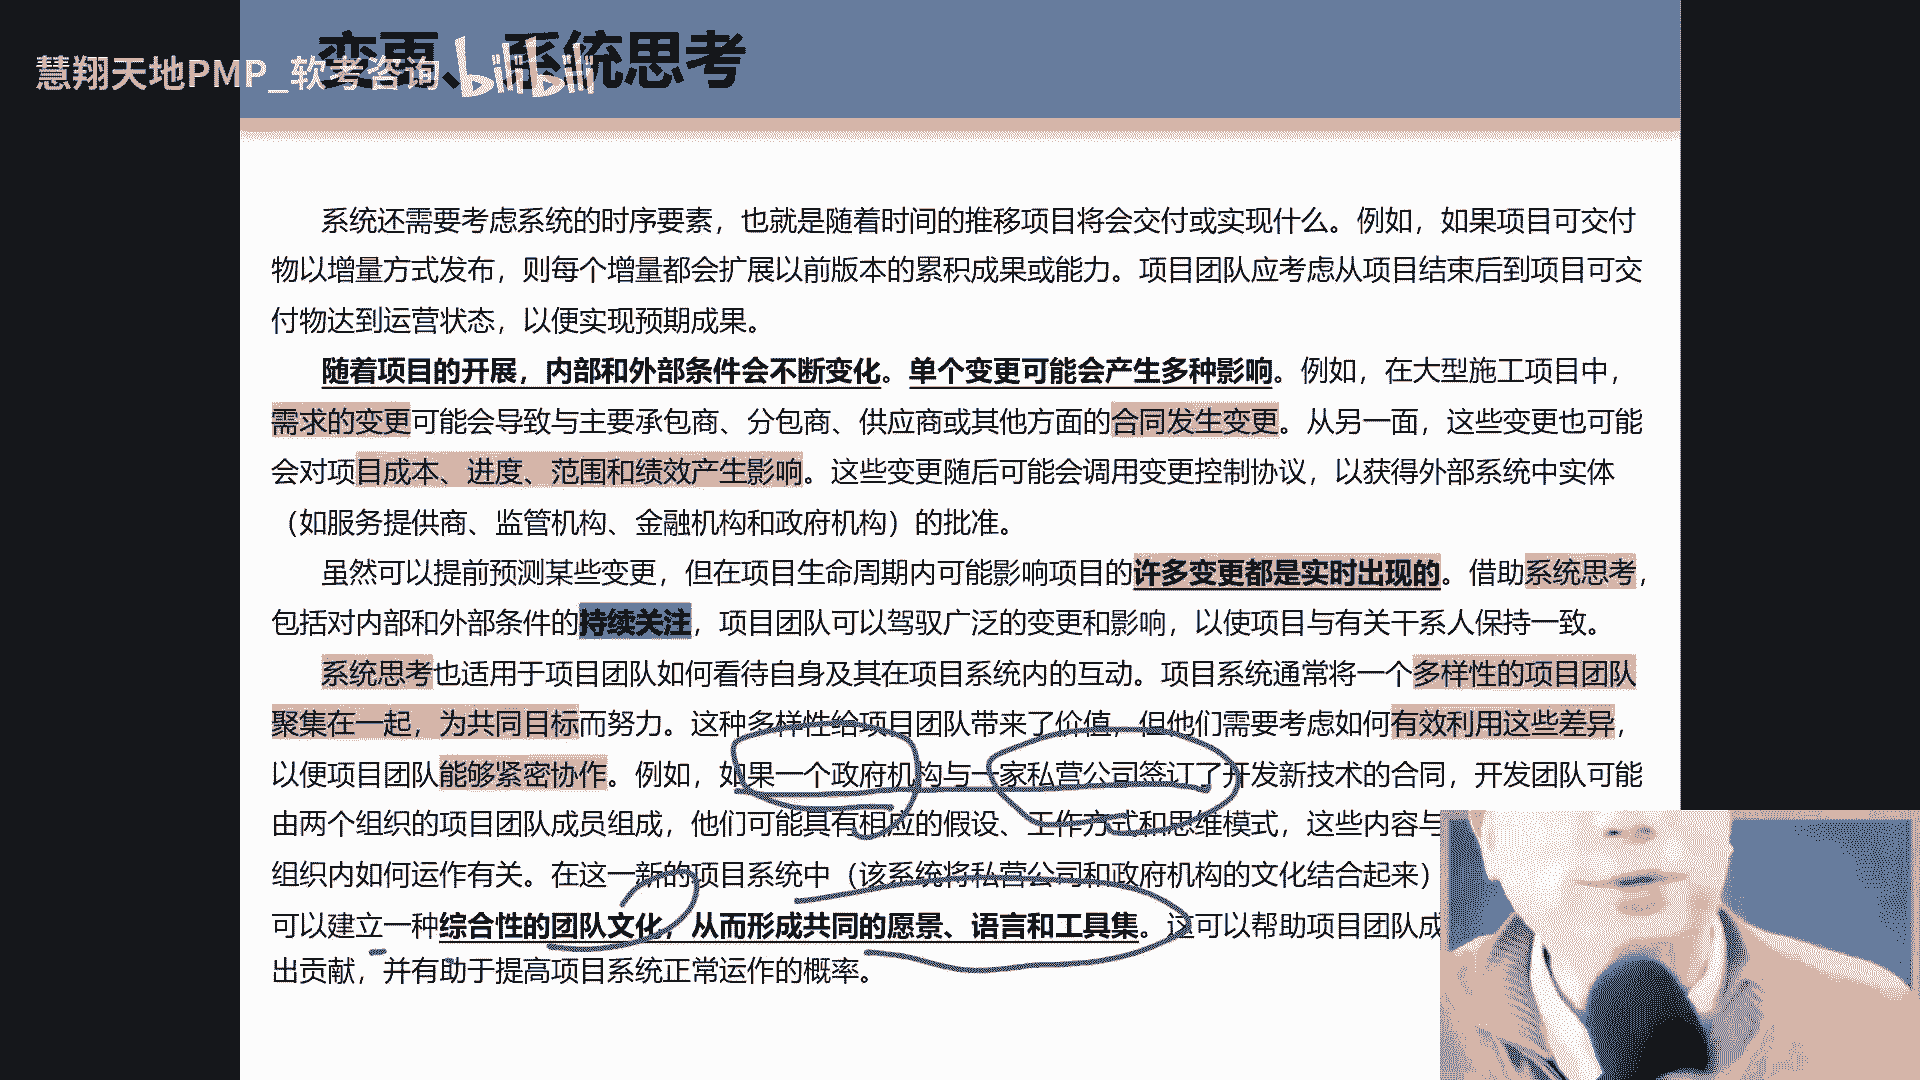 变更、系统思考
慧翔天地PMP_软考咨询 bilibili
系统还需要考虑系统的时序要素，也就是随着时间的推移项目将会交付或实现什么。例如，如果项目可交付
物以增量方式发布，则每个增量都会扩展以前版本的累积成果或能力。项目团队应考虑从项目结束后到项目可交
付物达到运营状态，以便实现预期成果。
随着项目的开展，内部和外部条件会不断变化。单个变更可能会产生多种影响。例如，在大型施工项目中，
需求的变更可能会导致与主要承包商、分包商、供应商或其他方面的合同发生变更。从另一面，这些变更也可能
会对项目成本、进度、范围和绩效产生影响。这些变更随后可能会调用变更控制协议，以获得外部系统中实体
（如服务提供商、监管机构、金融机构和政府机构）的批准。
虽然可以提前预测某些变更，但在项目生命周期内可能影响项目的许多变更都是实时出现的。借助系统思考，
包括对内部和外部条件的持续关注，项目团队可以驾驭广泛的变更和影响，以使项目与有关干系人保持一致。
系统思考也适用于项目团队如何看待自身及其在项目系统内的互动。项目系统通常将一个多样性的项目团队
聚集在一起，为共同目标而努力。这种多样性给项目团队带来了价值，但他们需要考虑如何有效利用这些差异，
以便项目团队能够紧密协作。例如，如果一个政府机构与一家私营公司签订了开发新技术的合同，开发团队可能
由两个组织的项目团队成员组成，他们可能具有相应的假设、工作方式和思维模式，这些内容与
组织内如何运作有关。在这一新的项目系统中（该系统将私营公司和政府机构的文化结合起来）
可以建立一种综合性的团队文化，从而形成共同的愿景、语言和工具集。这可以帮助项目团队成
出贡献，并有助于提高项目系统正常运作的概率。